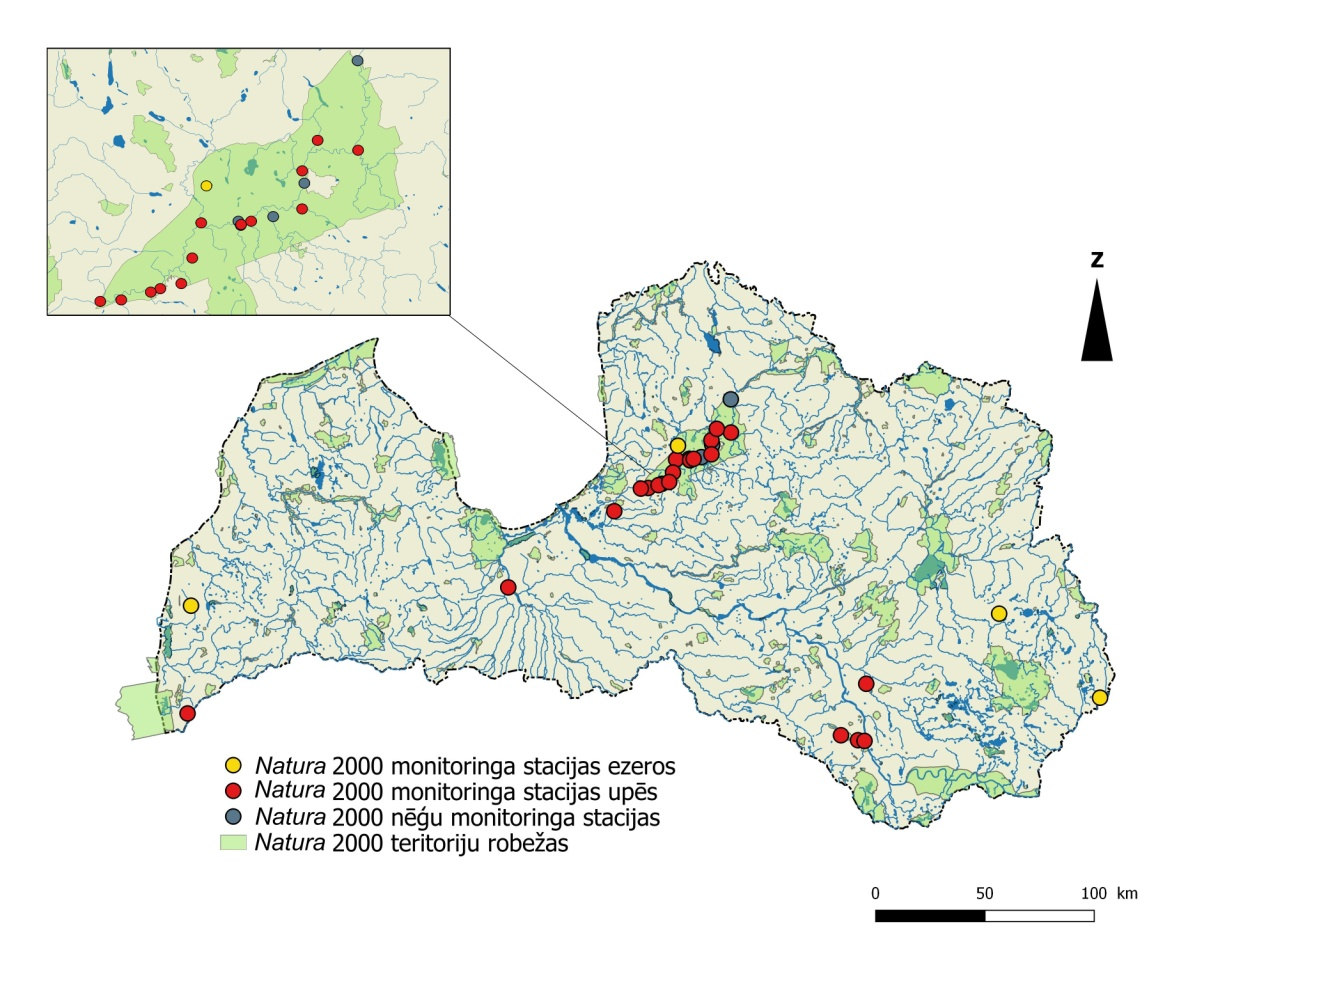 Z
Natura 2000 monitoringa stacijas ezeros
Natura 2000 monitoringa stacijas upēs
Natura 2000 nēģu monitoringa stacijas
Natura 2000 teritoriju robežas
0 50 100 km